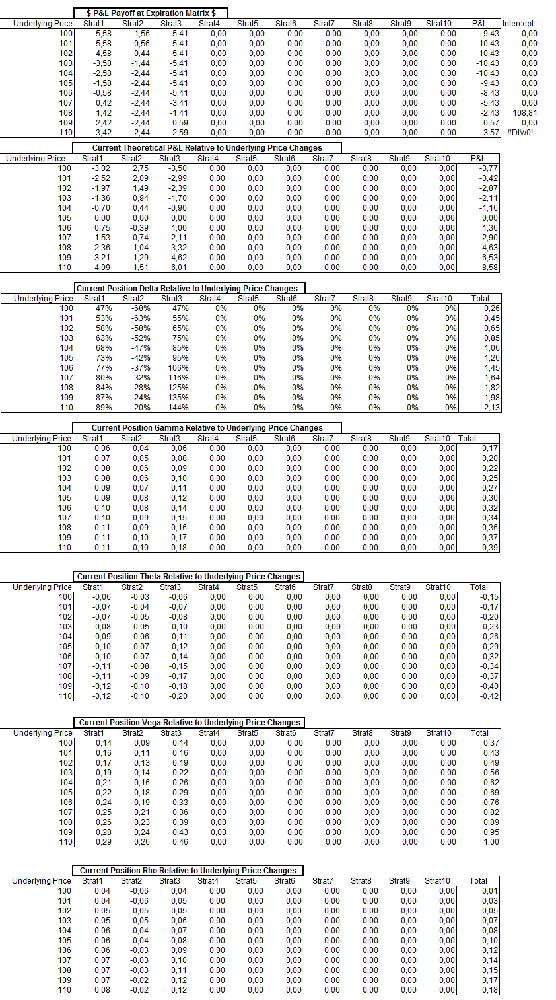 $ P&L Payoff at Expiration Matrix $
Underlying Price Strat1 Strat2 Strat3 Strat4 Strat5 Strat6 Strat7 Strat8 Strat9 Strat10 P&L Intercept
100 -5,58 1,56 -5,41 0,00 0,00 0,00 0,00 0,00 0,00 0,00 -9,43 0,00
101 -5,58 0,56 -5,41 0,00 0,00 0,00 0,00 0,00 0,00 0,00 -10,43 0,00
102 -4,58 -0,44 -5,41 0,00 0,00 0,00 0,00 0,00 0,00 0,00 -10,43 0,00
103 -3,58 -1,44 -5,41 0,00 0,00 0,00 0,00 0,00 0,00 0,00 -10,43 0,00
104 -2,58 -2,44 -5,41 0,00 0,00 0,00 0,00 0,00 0,00 0,00 -10,43 0,00
105 -1,58 -2,44 -5,41 0,00 0,00 0,00 0,00 0,00 0,00 0,00 -9,43 0,00
106 -0,58 -2,44 -5,41 0,00 0,00 0,00 0,00 0,00 0,00 0,00 -8,43 0,00
107 0,42 -2,44 -3,41 0,00 0,00 0,00 0,00 0,00 0,00 0,00 -5,43 0,00
108 1,42 -2,44 -1,41 0,00 0,00 0,00 0,00 0,00 0,00 0,00 -2,43 108,81
109 2,42 -2,44 0,59 0,00 0,00 0,00 0,00 0,00 0,00 0,00 0,57 0,00
110 3,42 -2,44 2,59 0,00 0,00 0,00 0,00 0,00 0,00 0,00 3,57 #DIV/0!
Current Theoretical P&L Relative to Underlying Price Changes
Underlying Price Strat1 Strat2 Strat3 Strat4 Strat5 Strat6 Strat7 Strat8 Strat9 Strat10 P&L
100 -3,02 2,75 -3,50 0,00 0,00 0,00 0,00 0,00 0,00 0,00 -3,77
101 -2,52 2,09 -2,99 0,00 0,00 0,00 0,00 0,00 0,00 0,00 -3,42
102 -1,97 1,49 -2,39 0,00 0,00 0,00 0,00 0,00 0,00 0,00 -2,87
103 -1,36 0,94 -1,70 0,00 0,00 0,00 0,00 0,00 0,00 0,00 -2,11
104 -0,70 0,44 -0,90 0,00 0,00 0,00 0,00 0,00 0,00 0,00 -1,16
105 0,00 0,00 0,00 0,00 0,00 0,00 0,00 0,00 0,00 0,00 0,00
106 0,75 -0,39 1,00 0,00 0,00 0,00 0,00 0,00 0,00 0,00 1,36
107 1,53 -0,74 2,11 0,00 0,00 0,00 0,00 0,00 0,00 0,00 2,90
108 2,36 -1,04 3,32 0,00 0,00 0,00 0,00 0,00 0,00 0,00 4,63
109 3,21 -1,29 4,62 0,00 0,00 0,00 0,00 0,00 0,00 0,00 6,53
110 4,09 -1,51 6,01 0,00 0,00 0,00 0,00 0,00 0,00 0,00 8,58
Current Position Delta Relative to Underlying Price Changes
Underlying Price Strat1 Strat2 Strat3 Strat4 Strat5 Strat6 Strat7 Strat8 Strat9 Strat10 Total
100 47% -68% 47% 0% 0% 0% 0% 0% 0% 0% 0,26
101 53% -63% 55% 0% 0% 0% 0% 0% 0% 0% 0,45
102 58% -58% 65% 0% 0% 0% 0% 0% 0% 0% 0,65
103 63% -52% 75% 0% 0% 0% 0% 0% 0% 0% 0,85
104 68% -47% 85% 0% 0% 0% 0% 0% 0% 0% 1,06
105 73% -42% 95% 0% 0% 0% 0% 0% 0% 0% 1,26
106 77% -37% 106% 0% 0% 0% 0% 0% 0% 0% 1,45
107 80% -32% 116% 0% 0% 0% 0% 0% 0% 0% 1,64
108 84% -28% 125% 0% 0% 0% 0% 0% 0% 0% 1,82
109 87% -24% 135% 0% 0% 0% 0% 0% 0% 0% 1,98
110 89% -20% 144% 0% 0% 0% 0% 0% 0% 0% 2,13
Current Position Gamma Relative to Underlying Price Changes
Underlying Price Strat1 Strat2 Strat3 Strat4 Strat5 Strat6 Strat7 Strat8 Strat9 Strat10 Total
100 0,06 0,04 0,06 0,00 0,00 0,00 0,00 0,00 0,00 0,00 0,17
101 0,07 0,05 0,08 0,00 0,00 0,00 0,00 0,00 0,00 0,00 0,20
102 0,08 0,06 0,09 0,00 0,00 0,00 0,00 0,00 0,00 0,00 0,22
103 0,08 0,06 0,10 0,00 0,00 0,00 0,00 0,00 0,00 0,00 0,25
104 0,09 0,07 0,11 0,00 0,00 0,00 0,00 0,00 0,00 0,00 0,27
105 0,09 0,08 0,12 0,00 0,00 0,00 0,00 0,00 0,00 0,00 0,30
106 0,10 0,08 0,14 0,00 0,00 0,00 0,00 0,00 0,00 0,00 0,32
107 0,10 0,09 0,15 0,00 0,00 0,00 0,00 0,00 0,00 0,00 0,34
108 0,11 0,09 0,16 0,00 0,00 0,00 0,00 0,00 0,00 0,00 0,36
109 0,11 0,10 0,17 0,00 0,00 0,00 0,00 0,00 0,00 0,00 0,37
110 0,11 0,10 0,18 0,00 0,00 0,00 0,00 0,00 0,00 0,00 0,39
Current Position Theta Relative to Underlying Price Changes
Underlying Price Strat1 Strat2 Strat3 Strat4 Strat5 Strat6 Strat7 Strat8 Strat9 Strat10 Total
100 -0,06 -0,03 -0,06 0,00 0,00 0,00 0,00 0,00 0,00 0,00 -0,15
101 -0,07 -0,04 -0,07 0,00 0,00 0,00 0,00 0,00 0,00 0,00 -0,17
102 -0,07 -0,05 -0,08 0,00 0,00 0,00 0,00 0,00 0,00 0,00 -0,20
103 -0,08 -0,05 -0,10 0,00 0,00 0,00 0,00 0,00 0,00 0,00 -0,23
104 -0,09 -0,06 -0,11 0,00 0,00 0,00 0,00 0,00 0,00 0,00 -0,26
105 -0,10 -0,07 -0,12 0,00 0,00 0,00 0,00 0,00 0,00 0,00 -0,29
106 -0,10 -0,07 -0,14 0,00 0,00 0,00 0,00 0,00 0,00 0,00 -0,32
107 -0,11 -0,08 -0,15 0,00 0,00 0,00 0,00 0,00 0,00 0,00 -0,34
108 -0,11 -0,09 -0,17 0,00 0,00 0,00 0,00 0,00 0,00 0,00 -0,37
109 -0,12 -0,10 -0,18 0,00 0,00 0,00 0,00 0,00 0,00 0,00 -0,40
110 -0,12 -0,10 -0,20 0,00 0,00 0,00 0,00 0,00 0,00 0,00 -0,42
Current Position Vega Relative to Underlying Price Changes
Underlying Price Strat1 Strat2 Strat3 Strat4 Strat5 Strat6 Strat7 Strat8 Strat9 Strat10 Total
100 0,14 0,09 0,14 0,00 0,00 0,00 0,00 0,00 0,00 0,00 0,37
101 0,16 0,11 0,16 0,00 0,00 0,00 0,00 0,00 0,00 0,00 0,43
102 0,17 0,13 0,19 0,00 0,00 0,00 0,00 0,00 0,00 0,00 0,49
103 0,19 0,14 0,22 0,00 0,00 0,00 0,00 0,00 0,00 0,00 0,56
104 0,21 0,16 0,26 0,00 0,00 0,00 0,00 0,00 0,00 0,00 0,62
105 0,22 0,18 0,29 0,00 0,00 0,00 0,00 0,00 0,00 0,00 0,69
106 0,24 0,19 0,33 0,00 0,00 0,00 0,00 0,00 0,00 0,00 0,76
107 0,25 0,21 0,36 0,00 0,00 0,00 0,00 0,00 0,00 0,00 0,82
108 0,26 0,23 0,39 0,00 0,00 0,00 0,00 0,00 0,00 0,00 0,89
109 0,28 0,24 0,43 0,00 0,00 0,00 0,00 0,00 0,00 0,00 0,95
110 0,29 0,26 0,46 0,00 0,00 0,00 0,00 0,00 0,00 0,00 1,00
Current Position Rho Relative to Underlying Price Changes
Underlying Price Strat1 Strat2 Strat3 Strat4 Strat5 Strat6 Strat7 Strat8 Strat9 Strat10 Total
100 0,04 -0,06 0,04 0,00 0,00 0,00 0,00 0,00 0,00 0,00 0,01
101 0,04 -0,06 0,05 0,00 0,00 0,00 0,00 0,00 0,00 0,00 0,03
102 0,05 -0,05 0,05 0,00 0,00 0,00 0,00 0,00 0,00 0,00 0,05
103 0,05 -0,05 0,06 0,00 0,00 0,00 0,00 0,00 0,00 0,00 0,07
104 0,06 -0,04 0,07 0,00 0,00 0,00 0,00 0,00 0,00 0,00 0,08
105 0,06 -0,04 0,08 0,00 0,00 0,00 0,00 0,00 0,00 0,00 0,10
106 0,06 -0,03 0,09 0,00 0,00 0,00 0,00 0,00 0,00 0,00 0,12
107 0,07 -0,03 0,10 0,00 0,00 0,00 0,00 0,00 0,00 0,00 0,14
108 0,07 -0,03 0,11 0,00 0,00 0,00 0,00 0,00 0,00 0,00 0,15
109 0,07 -0,02 0,12 0,00 0,00 0,00 0,00 0,00 0,00 0,00 0,17
110 0,08 -0,02 0,12 0,00 0,00 0,00 0,00 0,00 0,00 0,00 0,18